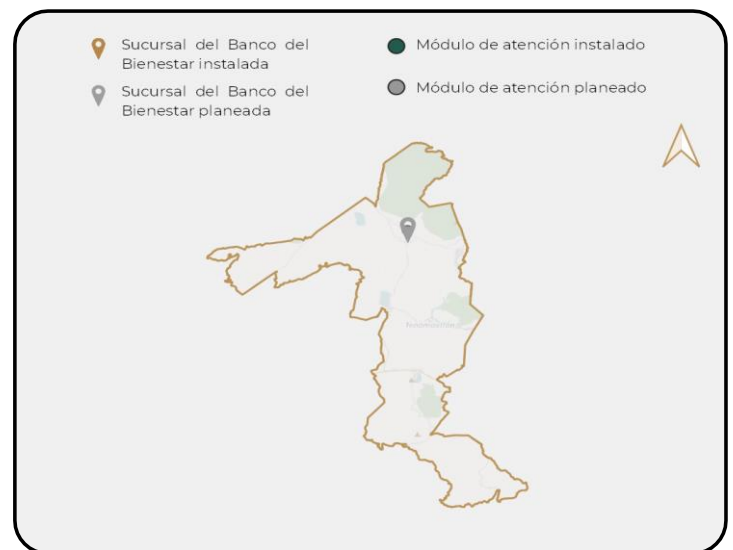 Sucursal del Banco del
Bienestar instalada
Sucursal del Banco del
Bienestar planeada
Módulo de atención instalado
Módulo de atención planeado